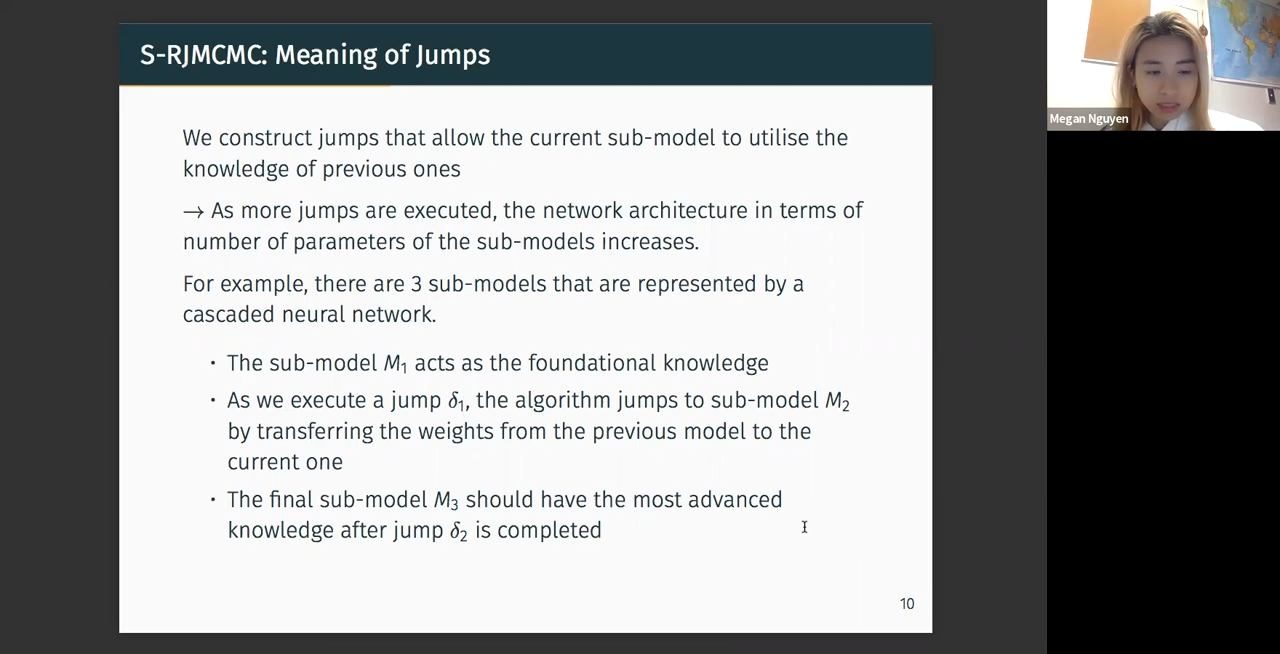 S-RJMCMC: Meaning of Jumps
We construct jumps that allow the current sub-model to utilise the
knowledge of previous ones
→ As more jumps are executed, the network architecture in terms of
number of parameters of the sub-models increases.
For example, there are 3 sub-models that are represented by a
cascaded neural network.
· The sub-model M₁ acts as the foundational knowledge
· As we execute a jump δ₁, the algorithm jumps to sub-model M₂
by transferring the weights from the previous model to the
current one
· The final sub-model M₃ should have the most advanced
knowledge after jump δ₂ is completed
10
Megan Nguyen